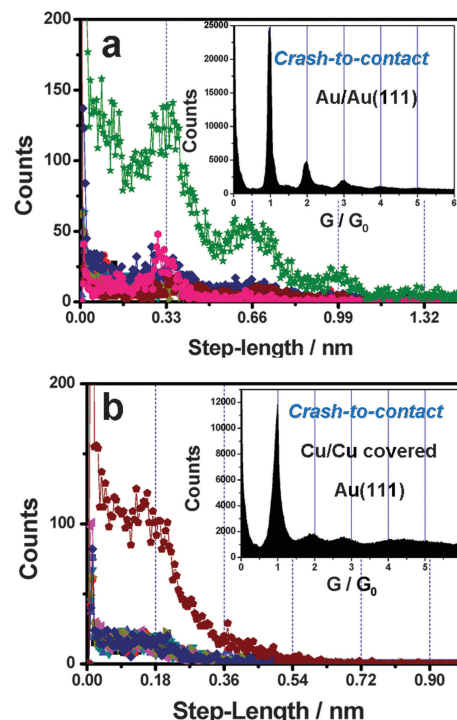 a
Crash-to-contact
Au/Au(111)
Counts
25000
20000
15000
10000
5000
0
0 1 2 3 4 5 6
G / G0
Counts
200
150
100
50
0
0.00 0.33 0.66 0.99 1.32
Step-length / nm
b
Crash-to-contact
Cu/Cu covered
Au(111)
Counts
12000
10000
8000
6000
4000
2000
0
0 1 2 3 4 5
G / G0
Counts
200
100
0
0.00 0.18 0.36 0.54 0.72 0.90
Step-Length / nm